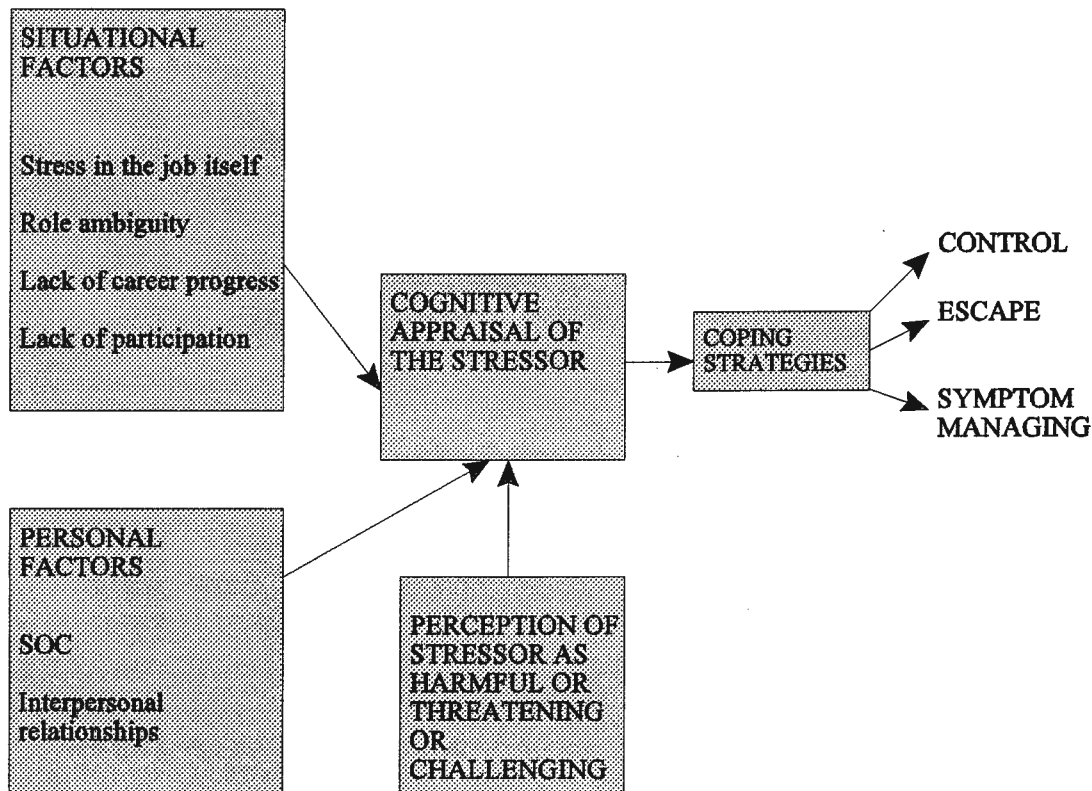 SITUATIONAL
FACTORS
Stress in the job itself
Role ambiguity
Lack of career progress
Lack of participation
COGNITIVE
APPRAISAL OF
THE STRESSOR
COPING
STRATEGIES
CONTROL
ESCAPE
SYMPTOM
MANAGING
PERSONAL
FACTORS
SOC
Interpersonal
relationships
PERCEPTION OF
STRESSOR AS
HARMFUL OR
THREATENING
OR
CHALLENGING